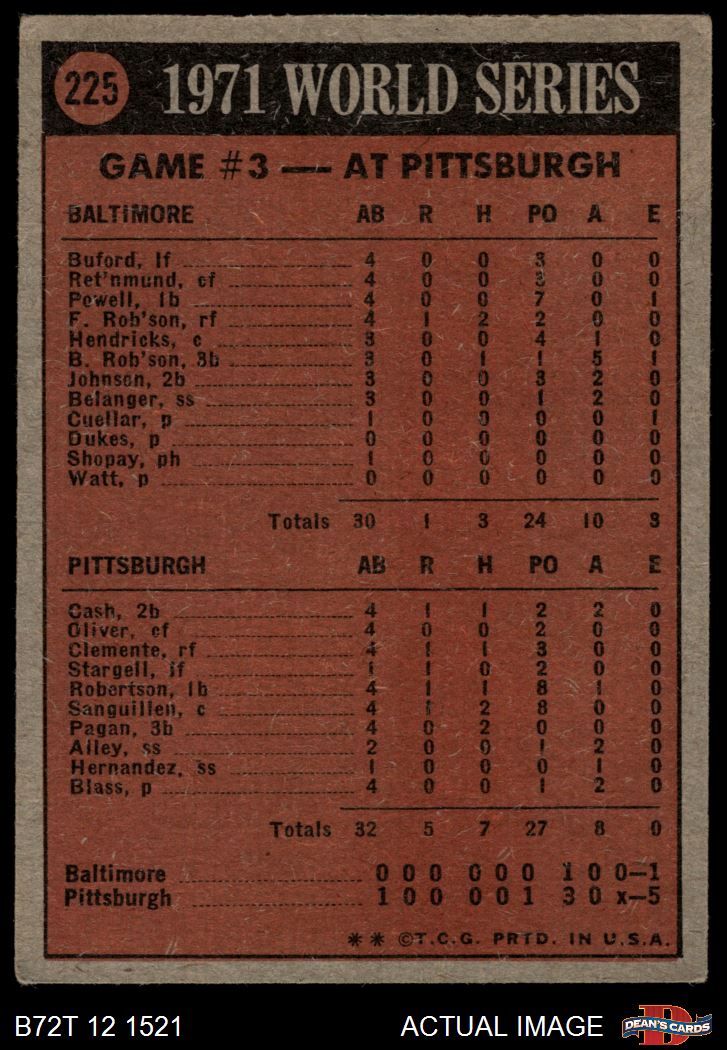 225 1971 WORLD SERIES
GAME #3 — AT PITTSBURGH
BALTIMORE AB R H PO A E
Buford, lf 4 0 0 3 0 0
Ret'nmund, cf 4 0 0 3 0 0
Powell, 1b 4 0 0 7 0 1
F. Rob'son, rf 4 1 2 2 0 0
Hendricks, c 3 0 0 4 1 0
B. Rob'son, 3b 3 0 1 1 5 1
Johnson, 2b 3 0 0 3 2 0
Belanger, ss 3 0 0 1 2 0
Cuellar, p 1 0 0 0 0 1
Dukes, p 0 0 0 0 0 0
Shopay, ph 1 0 0 0 0 0
Watt, p 0 0 0 0 0 0
Totals 30 1 3 24 10 3
PITTSBURGH AB R H PO A E
Cash, 2b 4 1 1 2 2 0
Oliver, cf 4 0 0 2 0 0
Clemente, rf 4 1 1 3 0 0
Stargell, lf 1 1 0 2 0 0
Robertson, 1b 4 1 1 8 1 0
Sanguillen, c 4 1 2 8 0 0
Pagan, 3b 4 0 2 0 0 0
Alley, ss 2 0 0 1 2 0
Hernandez, ss 1 0 0 0 1 0
Blass, p 4 0 0 1 2 0
Totals 32 5 7 27 8 0
Baltimore 0 0 0 0 0 0 1 0 0—1
Pittsburgh 1 0 0 0 0 1 3 0 x—5
** ©T.C.G. PRTD. IN U.S.A.
B72T 12 1521 ACTUAL IMAGE D DEAN'S CARDS